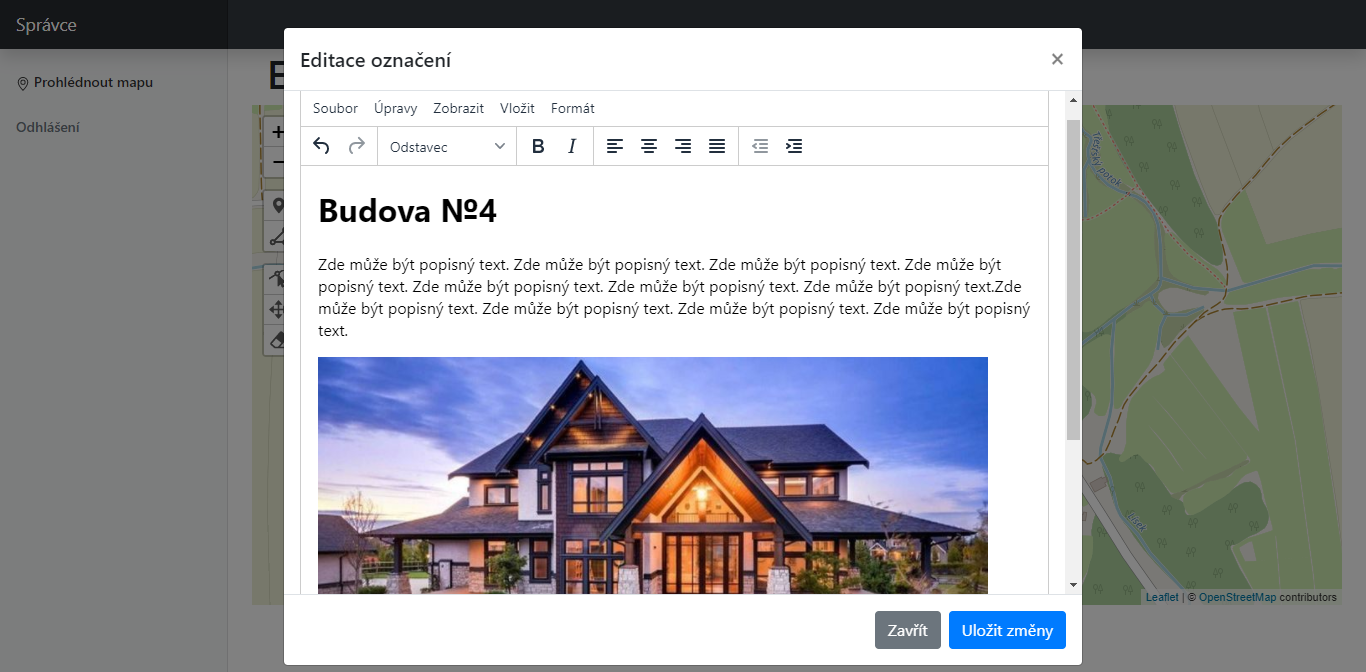 Správce
Prohlédnout mapu
Odhlášení
E
Editace označení
×
Soubor Úpravy Zobrazit Vložit Formát
Odstavec B I
Budova №4
Zde může být popisný text. Zde může být popisný text. Zde může být popisný text. Zde může být
popisný text. Zde může být popisný text. Zde může být popisný text. Zde může být popisný text.Zde
může být popisný text. Zde může být popisný text. Zde může být popisný text. Zde může být popisný
text.
Zavřít Uložit změny
+
−
potok
Leaflet | © OpenStreetMap contributors